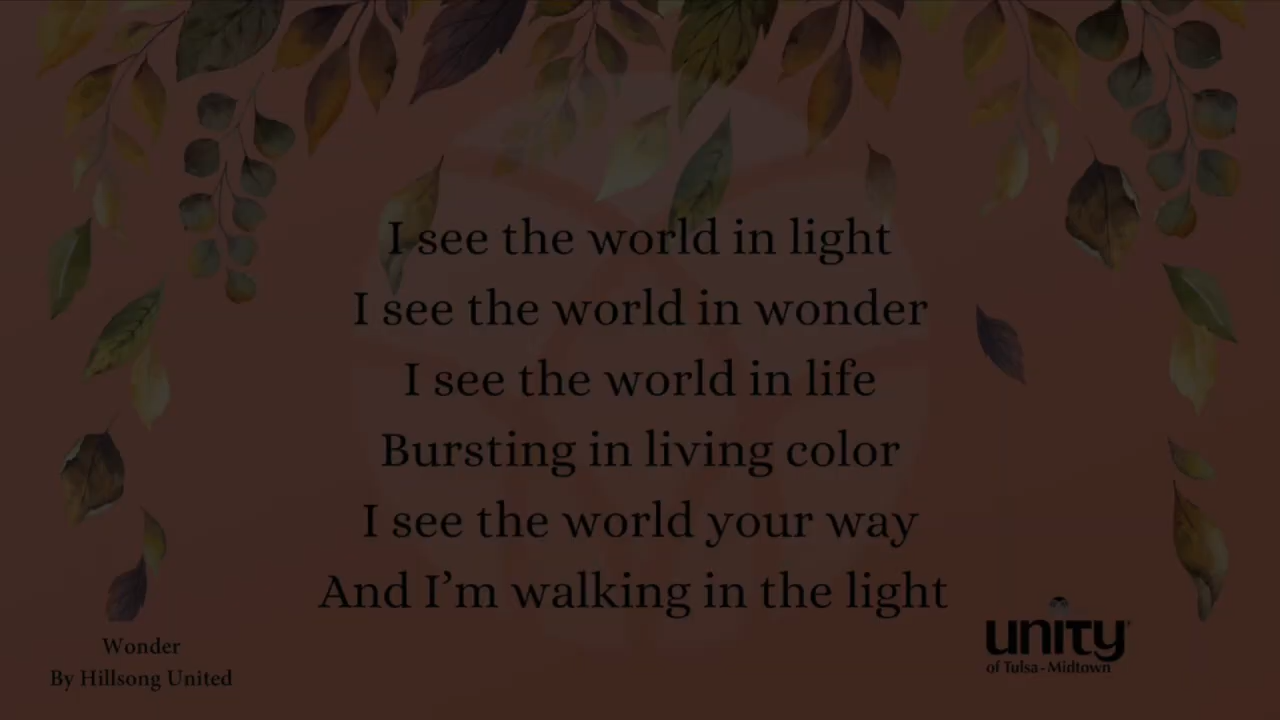 I see the world in light
I see the world in wonder
I see the world in life
Bursting in living color
I see the world your way
And I’m walking in the light
Wonder
By Hillsong United
unity
of Tulsa-Midtown